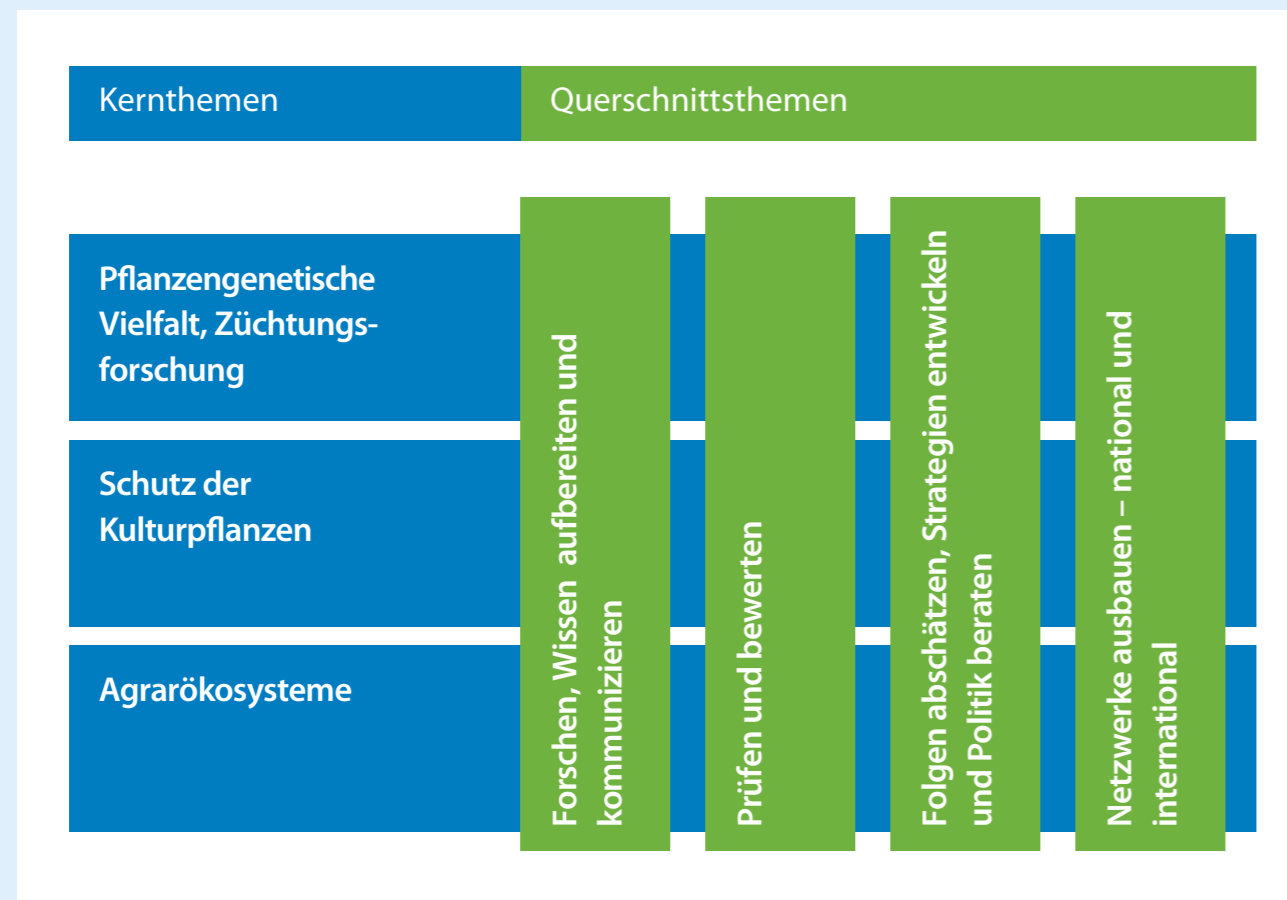 Kernthemen
Querschnittsthemen
Pflanzengenetische
Vielfalt, Züchtungs-
forschung
Schutz der
Kulturpflanzen
Agrarökosysteme
Forschen, Wissen aufbereiten und
kommunizieren
Prüfen und bewerten
Folgen abschätzen, Strategien entwickeln
und Politik beraten
Netzwerke ausbauen – national und
international